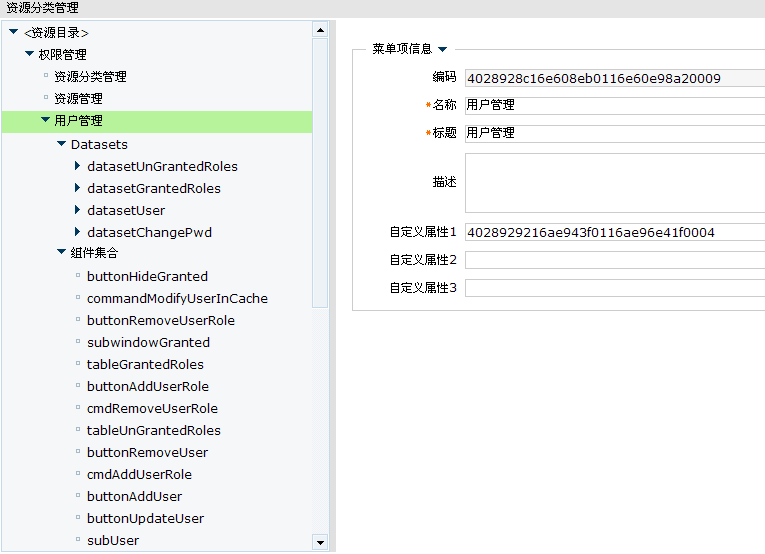 资源分类管理
<资源目录>
权限管理
资源分类管理
资源管理
用户管理
Datasets
datasetUnGrantedRoles
datasetGrantedRoles
datasetUser
datasetChangePwd
组件集合
buttonHideGranted
commandModifyUserInCache
buttonRemoveUserRole
subwindowGranted
tableGrantedRoles
buttonAddUserRole
cmdRemoveUserRole
tableUnGrantedRoles
buttonRemoveUser
cmdAddUserRole
buttonAddUser
buttonUpdateUser
subUser
菜单项信息
编码 4028928c16e608eb0116e60e98a20009
*名称 用户管理
*标题 用户管理
描述
自定义属性1 4028929216ae943f0116ae96e41f0004
自定义属性2
自定义属性3